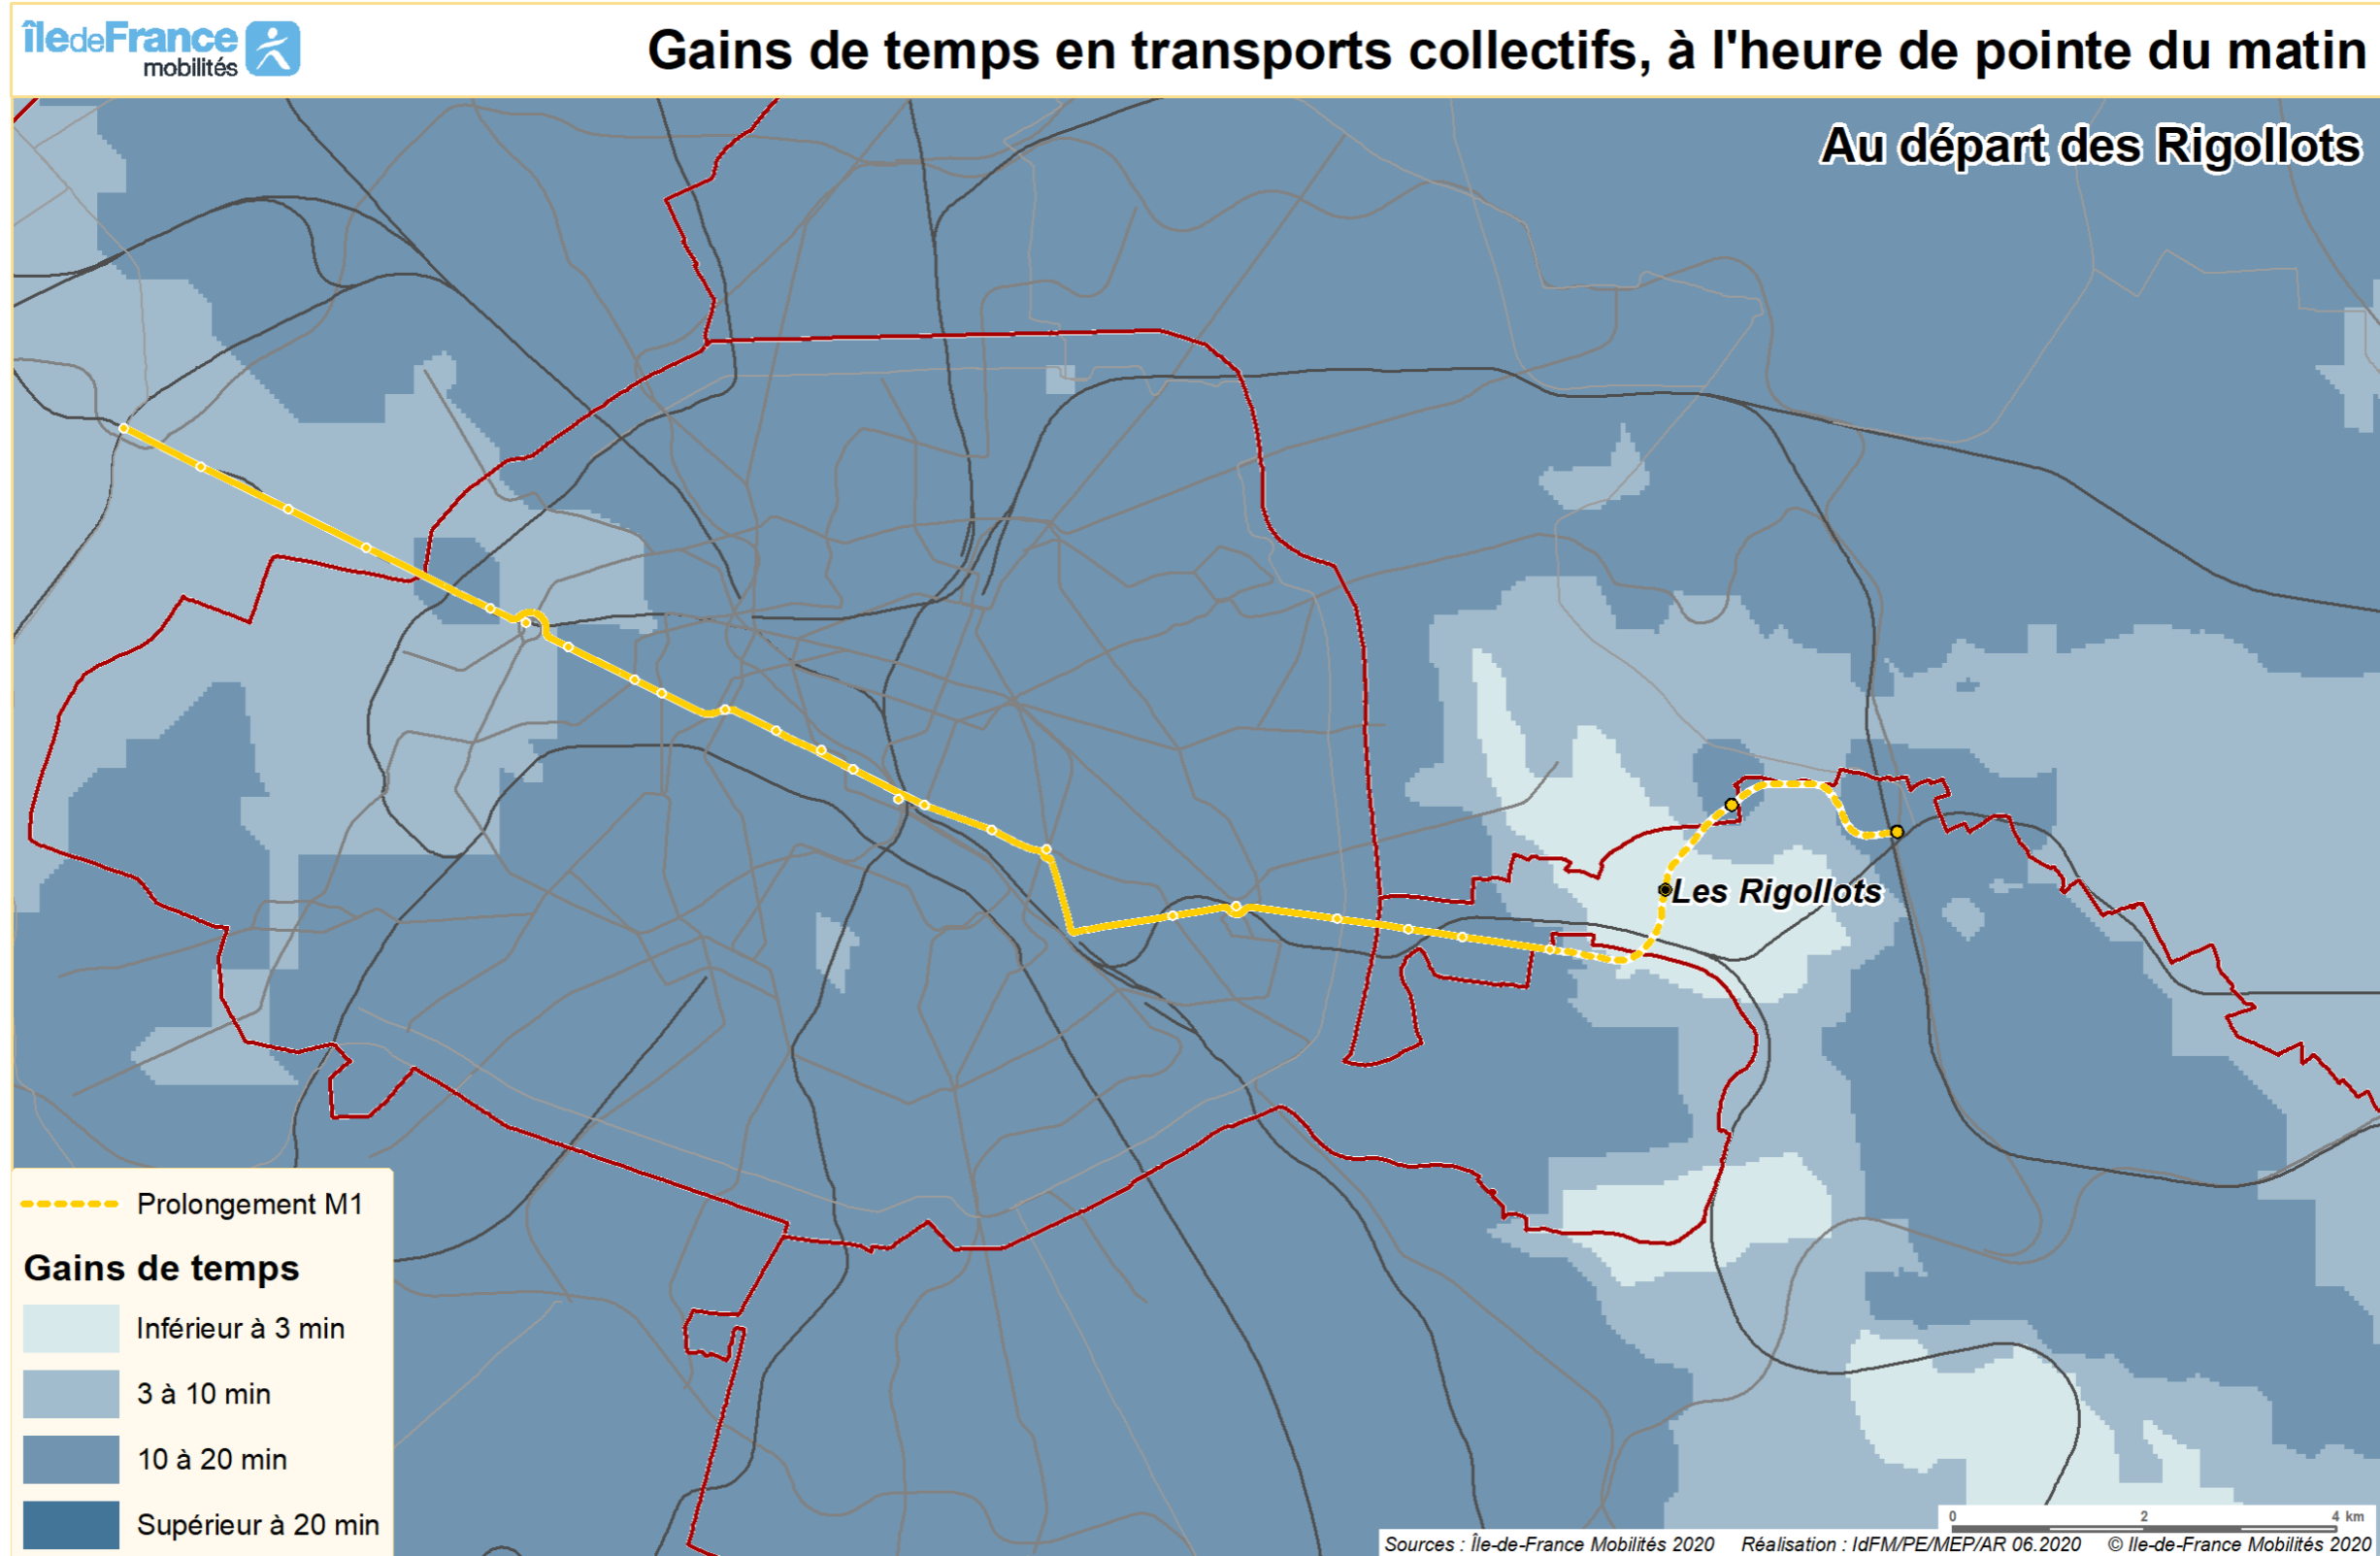 îledeFrance
mobilités
Gains de temps en transports collectifs, à l'heure de pointe du matin
Au départ des Rigollots
Les Rigollots
Prolongement M1
Gains de temps
Inférieur à 3 min
3 à 10 min
10 à 20 min
Supérieur à 20 min
0 2 4 km
Sources : Île-de-France Mobilités 2020 Réalisation : IdFM/PE/MEP/AR 06.2020 © Ile-de-France Mobilités 2020